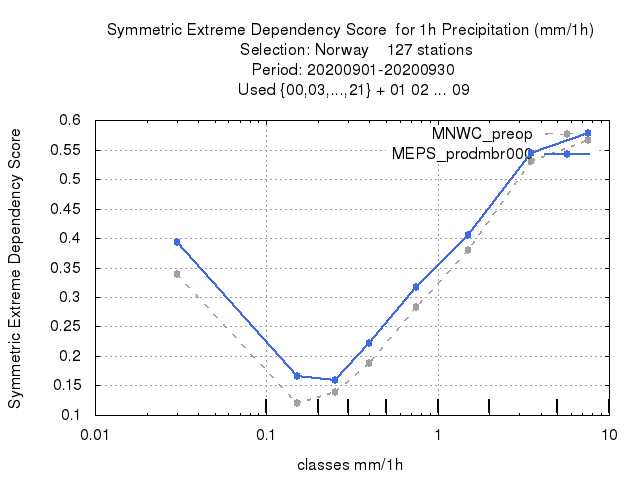 Symmetric Extreme Dependency Score  for 1h Precipitation (mm/1h)
Selection: Norway    127 stations
Period: 20200901-20200930
Used {00,03,...,21} + 01 02 ... 09
Symmetric Extreme Dependency Score
0.6
0.55
0.5
0.45
0.4
0.35
0.3
0.25
0.2
0.15
0.1
MNWC_preop
MEPS_prodmbr000
0.01
0.1
1
10
classes mm/1h